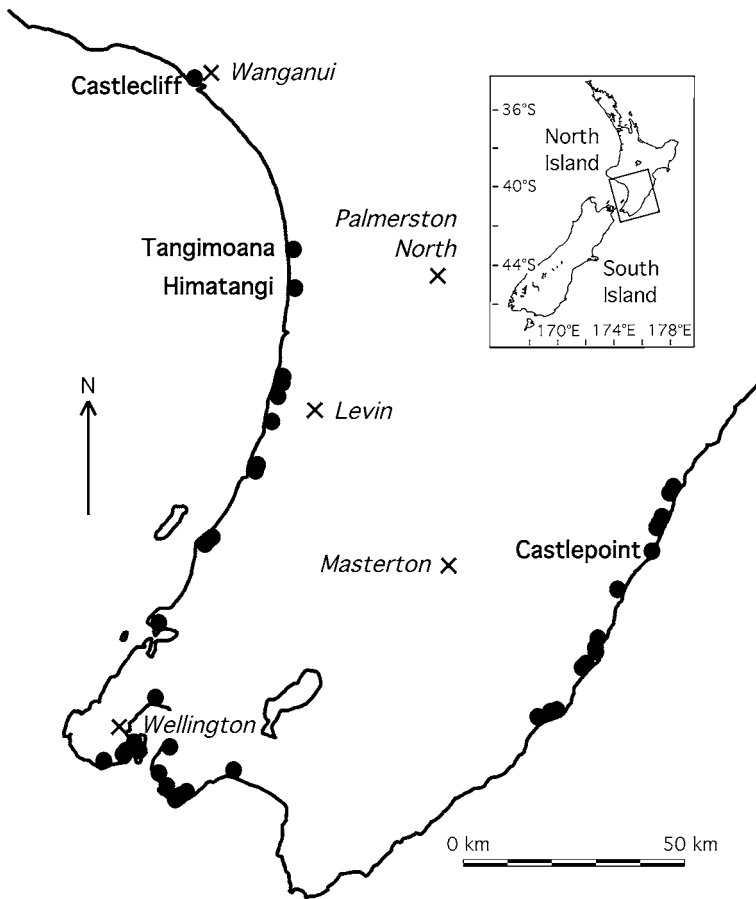 Wanganui
Castlecliff
36°S
North
Island
40°S
Palmerston
North
Tangimoana
44°S
South
Island
Himatangi
170°E 174°E 178°E
N
Levin
Castlepoint
Masterton
Wellington
0 km 50 km